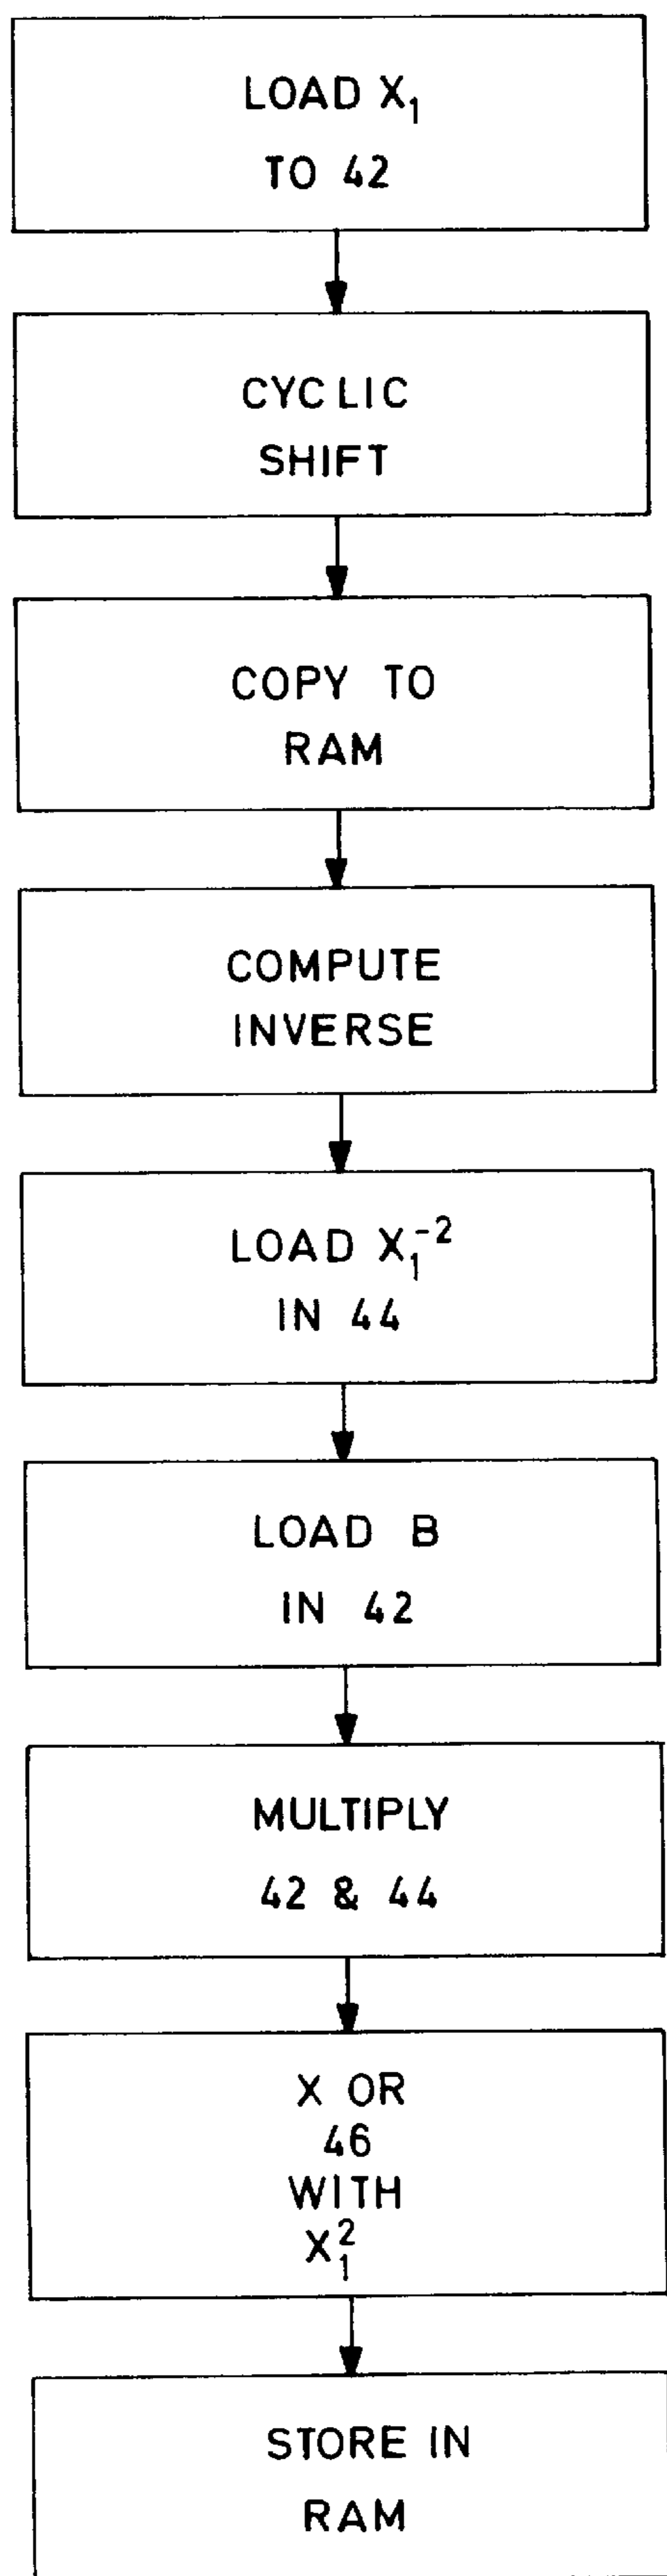 LOAD X₁
TO 42
CYCLIC
SHIFT
COPY TO
RAM
COMPUTE
INVERSE
LOAD X₁⁻²
IN 44
LOAD B
IN 42
MULTIPLY
42 & 44
X OR
46
WITH
X₁²
STORE IN
RAM